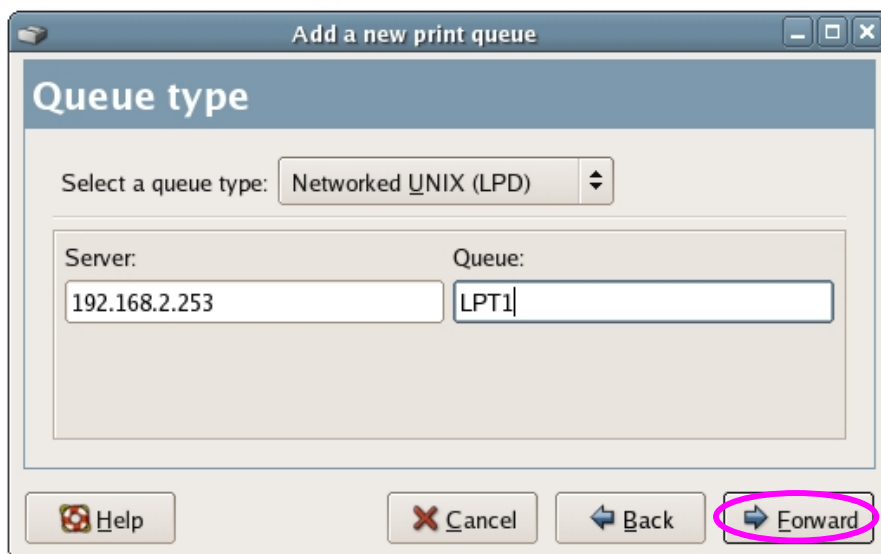 Add a new print queue
Queue type
Select a queue type: Networked UNIX (LPD)
Server: Queue:
192.168.2.253 LPT1
Help Cancel Back Forward